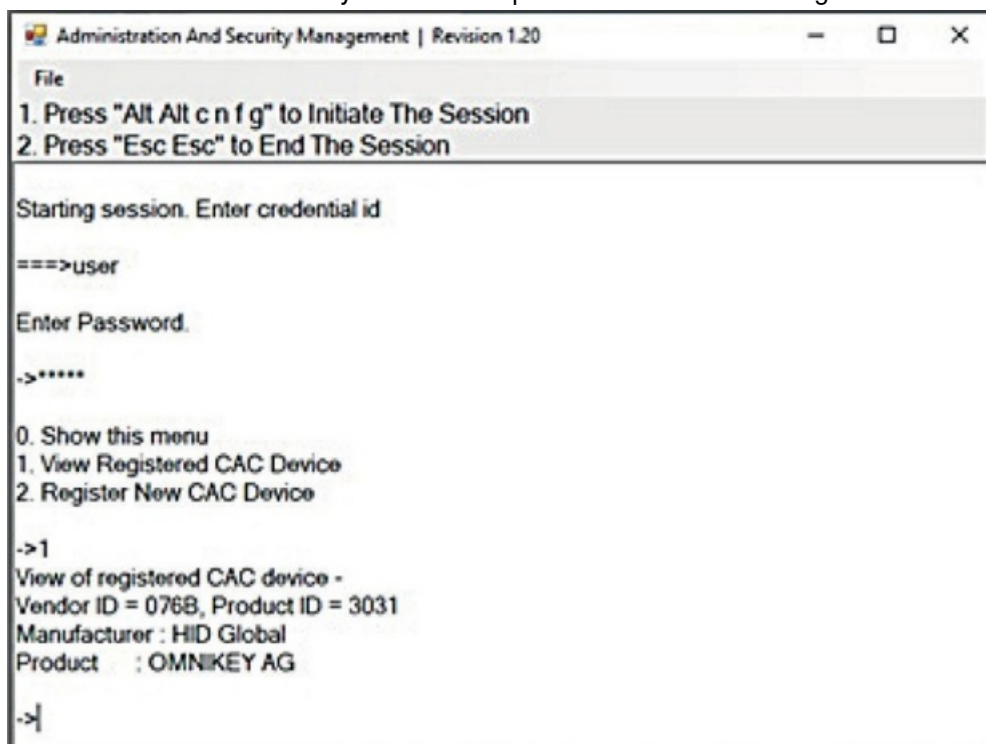 Administration And Security Management | Revision 1.20
File
1. Press "Alt Alt c n f g" to Initiate The Session
2. Press "Esc Esc" to End The Session
Starting session. Enter credential id
===>user
Enter Password.
->*****
0. Show this menu
1. View Registered CAC Device
2. Register New CAC Device
->1
View of registered CAC device -
Vendor ID = 076B, Product ID = 3031
Manufacturer : HID Global
Product : OMNIKEY AG
->